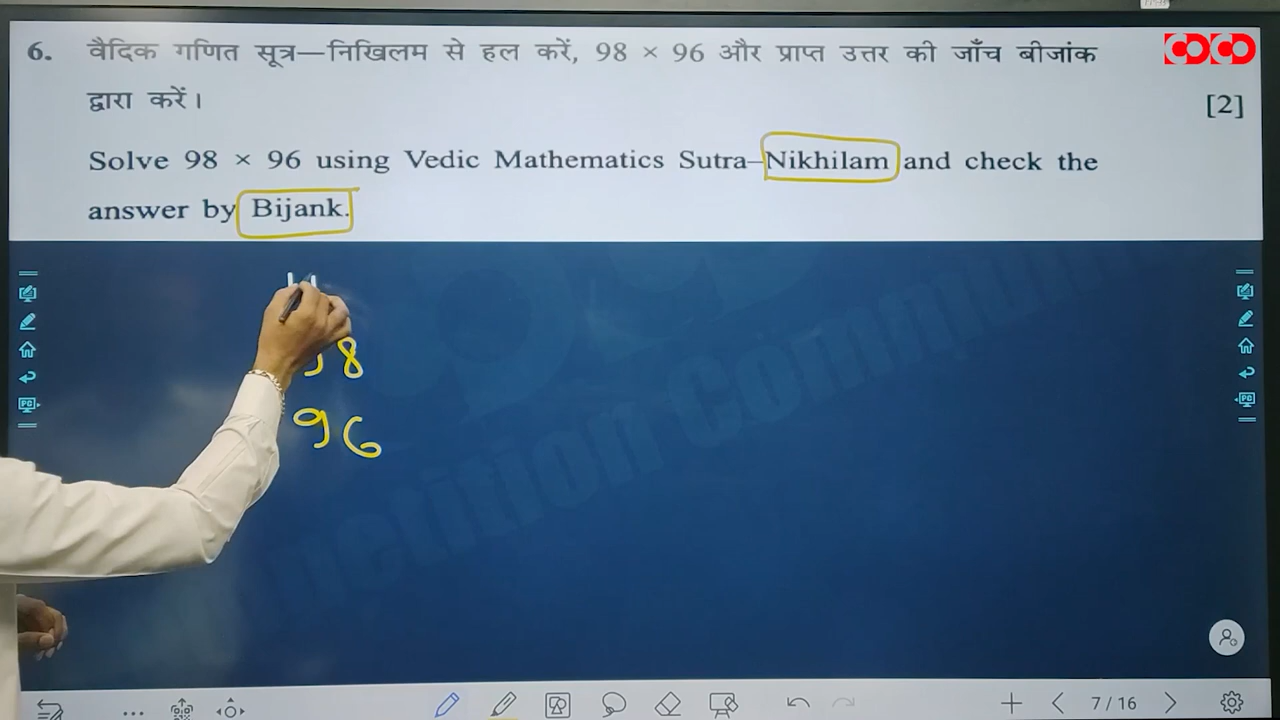 6. वैदिक गणित सूत्र—निखिलम से हल करें, 98 × 96 और प्राप्त उत्तर की जाँच बीजांक
द्वारा करें। [2]
Solve 98 × 96 using Vedic Mathematics Sutra–Nikhilam and check the
answer by Bijank.
COCO
8
96
7 / 16